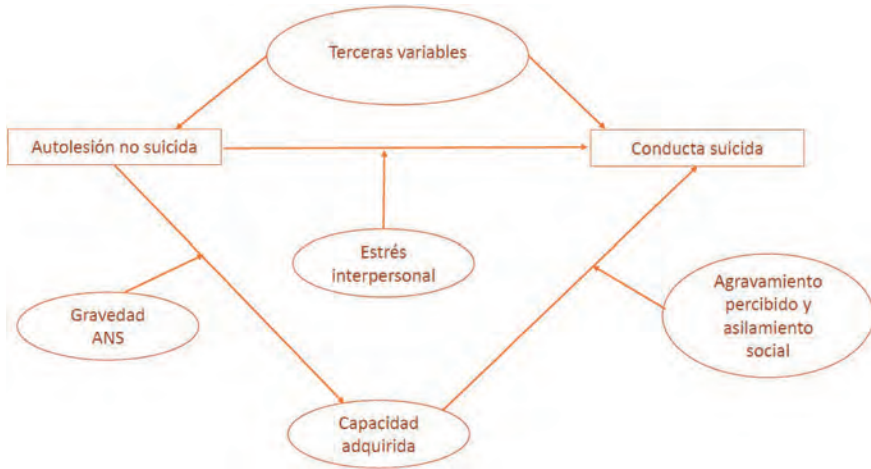 Terceras variables
Autolesión no suicida
Conducta suicida
Estrés
interpersonal
Gravedad
ANS
Agravamiento
percibido y
asilamiento
social
Capacidad
adquirida